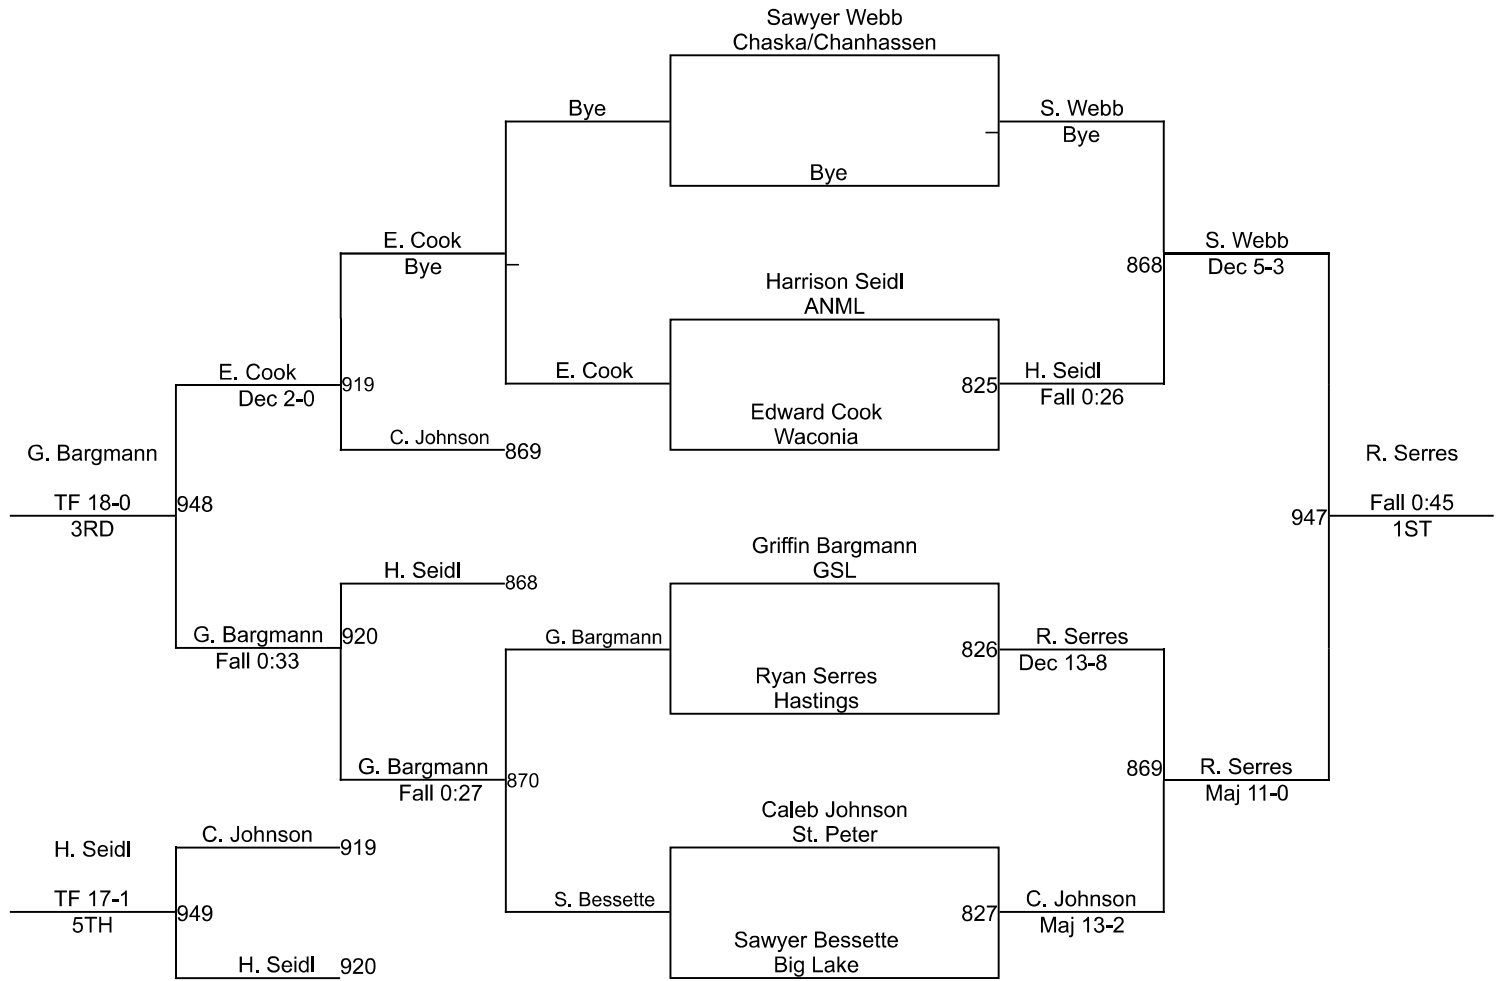 Sawyer Webb
Chaska/Chanhassen
Bye
S. Webb
Bye
Bye
E. Cook
Bye
S. Webb
868
Dec 5-3
Harrison Seidl
ANML
E. Cook
E. Cook
H. Seidl
919
825
Dec 2-0
Fall 0:26
Edward Cook
Waconia
C. Johnson
869
G. Bargmann
R. Serres
TF 18-0
948
Fall 0:45
947
3RD
1ST
Griffin Bargmann
GSL
H. Seidl
868
G. Bargmann
920
G. Bargmann
R. Serres
826
Fall 0:33
Dec 13-8
Ryan Serres
Hastings
G. Bargmann
870
869
R. Serres
Fall 0:27
Maj 11-0
Caleb Johnson
St. Peter
C. Johnson
919
H. Seidl
TF 17-1
949
S. Bessette
827
C. Johnson
5TH
Maj 13-2
Sawyer Bessette
Big Lake
H. Seidl
920